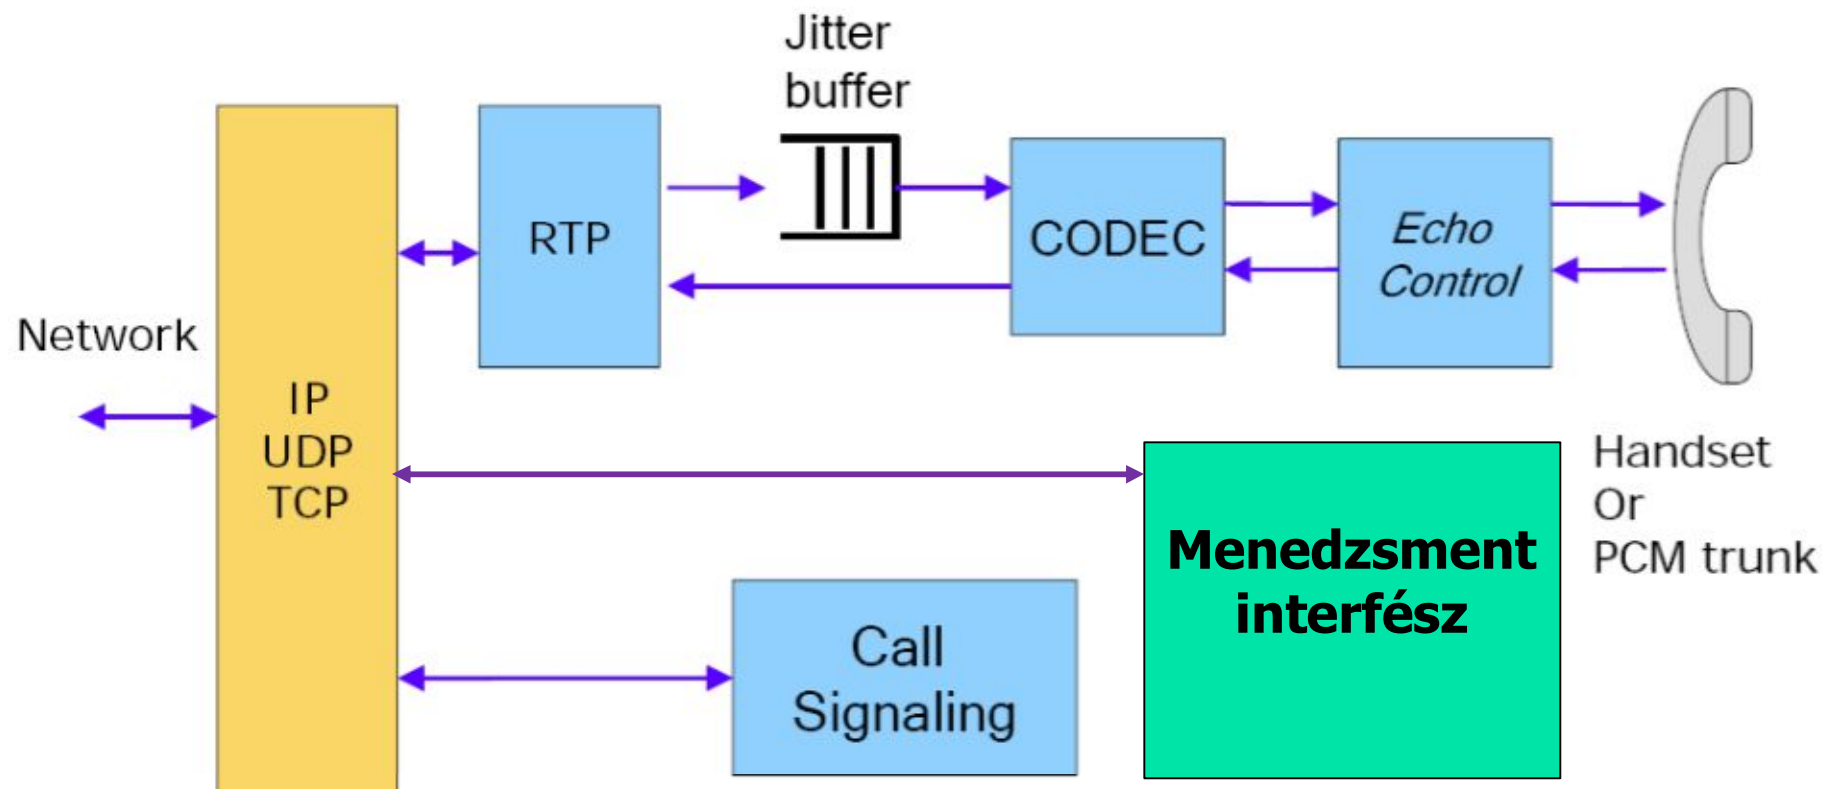 Jitter
buffer
RTP
CODEC
Echo
Control
Network
IP
UDP
TCP
Handset
Or
PCM trunk
Menedzsment
interfész
Call
Signaling